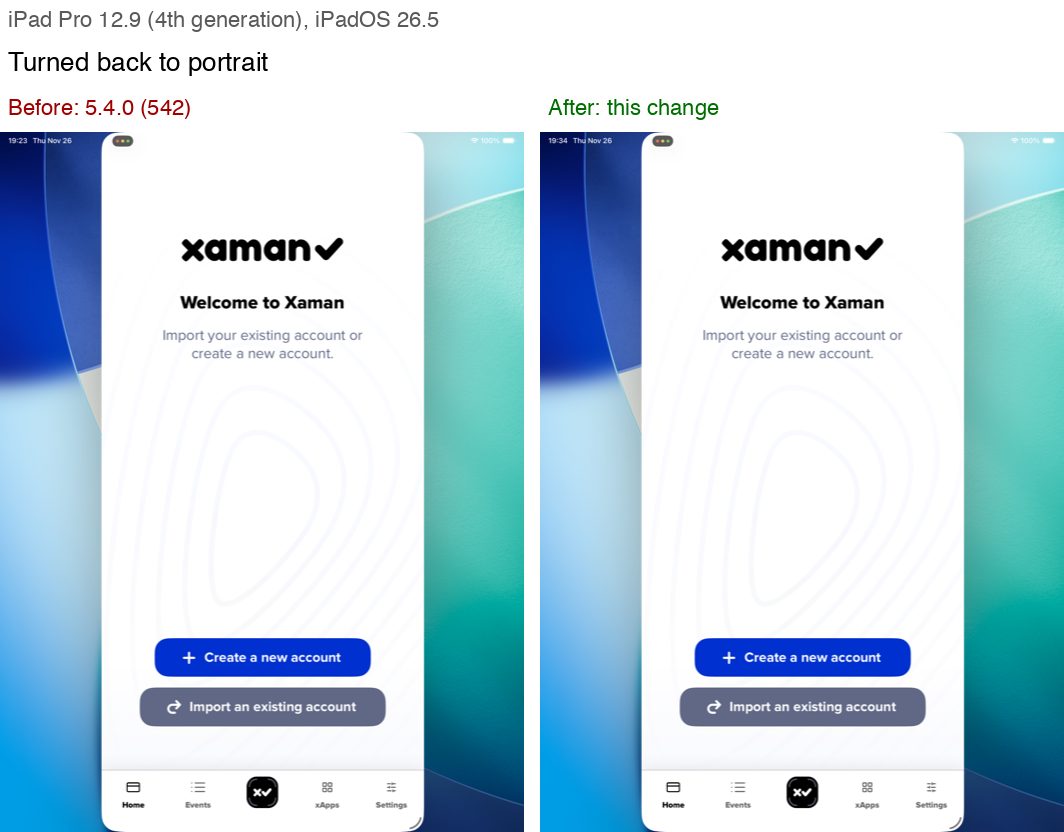 iPad Pro 12.9 (4th generation), iPadOS 26.5
Turned back to portrait
Before: 5.4.0 (542)
After: this change
19:23 Thu Nov 26
100%
xaman
Welcome to Xaman
Import your existing account or
create a new account.
+ Create a new account
Import an existing account
Home Events xApps Settings
19:34 Thu Nov 26
100%
xaman
Welcome to Xaman
Import your existing account or
create a new account.
+ Create a new account
Import an existing account
Home Events xApps Settings